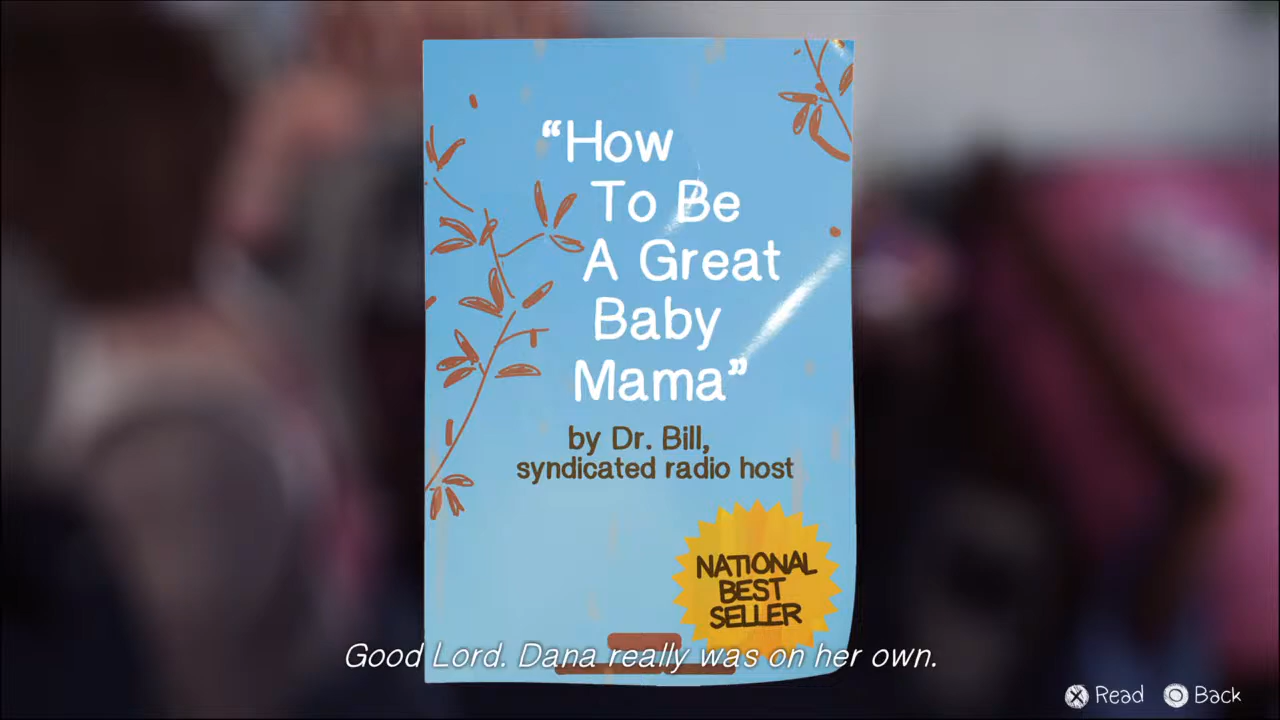 “How
To Be
A Great
Baby
Mama”
by Dr. Bill,
syndicated radio host
NATIONAL
BEST
SELLER
Good Lord. Dana really was on her own.
Read Back